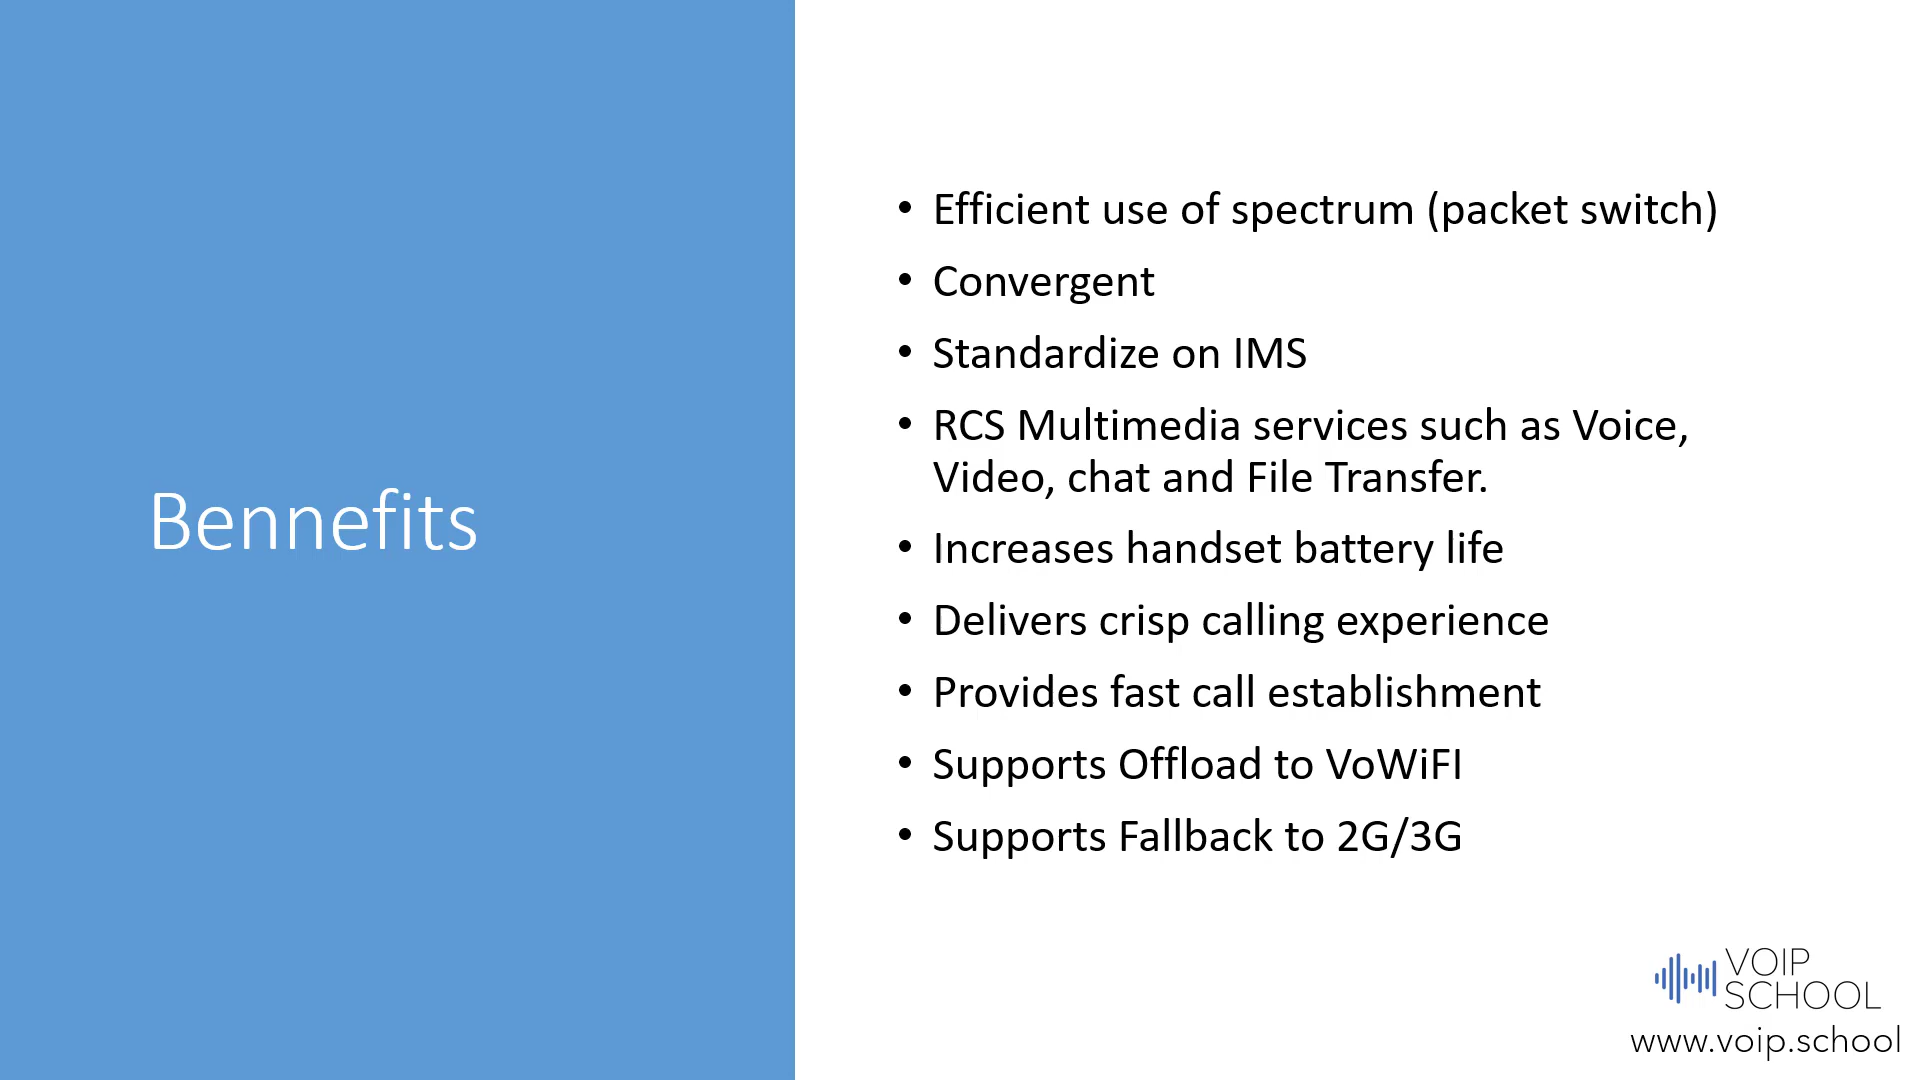 Bennefits
• Efficient use of spectrum (packet switch)
• Convergent
• Standardize on IMS
• RCS Multimedia services such as Voice,
Video, chat and File Transfer.
• Increases handset battery life
• Delivers crisp calling experience
• Provides fast call establishment
• Supports Offload to VoWiFI
• Supports Fallback to 2G/3G
VOIP
SCHOOL
www.voip.school